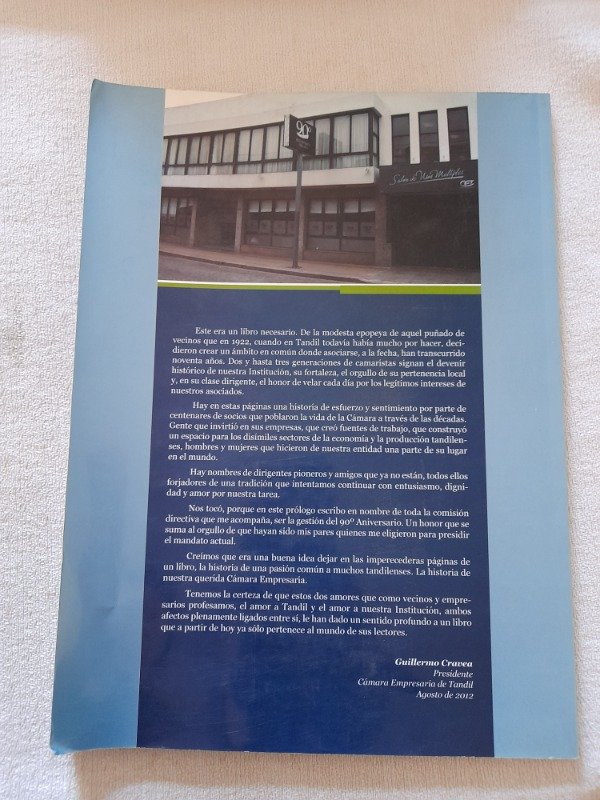 90º
Salón de Usos Múltiples
CET
Este era un libro necesario. De la modesta epopeya de aquel puñado de
vecinos que en 1922, cuando en Tandil todavía había mucho por hacer, deci-
dieron crear un ámbito en común donde asociarse, a la fecha, han transcurrido
noventa años. Dos y hasta tres generaciones de camaristas signan el devenir
histórico de nuestra Institución, su fortaleza, el orgullo de su pertenencia local
y, en su clase dirigente, el honor de velar cada día por los legítimos intereses de
nuestros asociados.
Hay en estas páginas una historia de esfuerzo y sentimiento por parte de
centenares de socios que poblaron la vida de la Cámara a través de las décadas.
Gente que invirtió en sus empresas, que creó fuentes de trabajo, que construyó
un espacio para los disímiles sectores de la economía y la producción tandilen-
ses, hombres y mujeres que hicieron de nuestra entidad una parte de su lugar
en el mundo.
Hay nombres de dirigentes pioneros y amigos que ya no están, todos ellos
forjadores de una tradición que intentamos continuar con entusiasmo, digni-
dad y amor por nuestra tarea.
Nos tocó, porque en este prólogo escribo en nombre de toda la comisión
directiva que me acompaña, ser la gestión del 90º Aniversario. Un honor que se
suma al orgullo de que hayan sido mis pares quienes me eligieron para presidir
el mandato actual.
Creímos que era una buena idea dejar en las imperecederas páginas de
un libro, la historia de una pasión común a muchos tandilenses. La historia de
nuestra querida Cámara Empresaria.
Tenemos la certeza de que estos dos amores que como vecinos y empre-
sarios profesamos, el amor a Tandil y el amor a nuestra Institución, ambos
afectos plenamente ligados entre sí, le han dado un sentido profundo a un libro
que a partir de hoy ya sólo pertenece al mundo de sus lectores.
Guillermo Cravea
Presidente
Cámara Empresaria de Tandil
Agosto de 2012